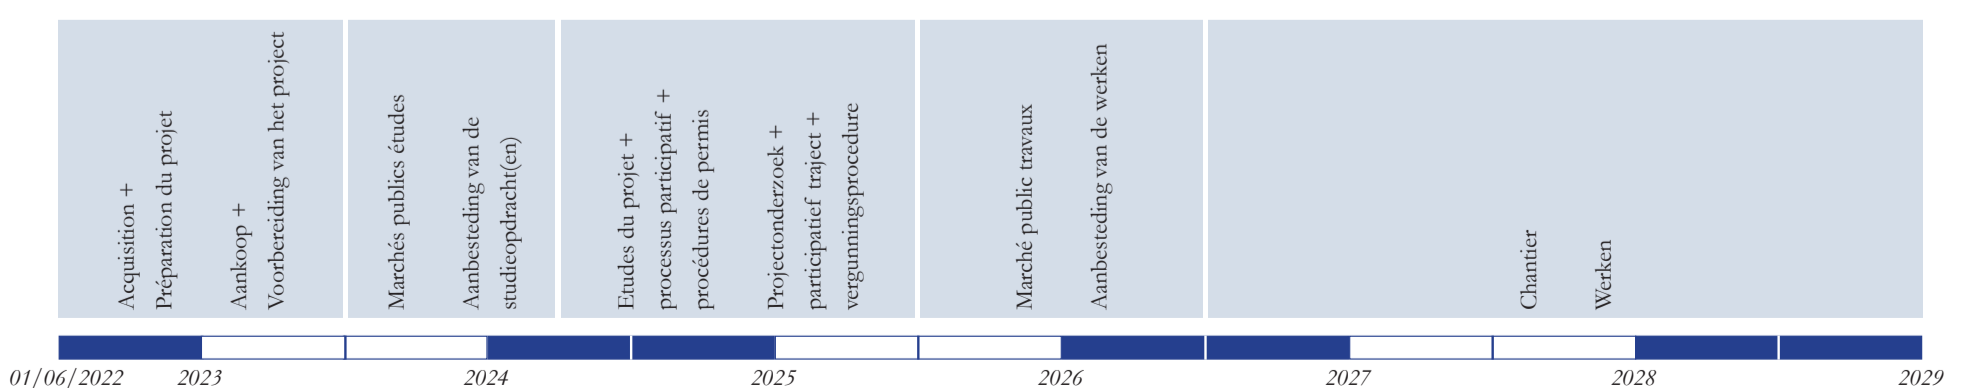 Acquisition +
Préparation du projet
Aankoop +
Voorbereiding van het project
Marchés publics études
Aanbesteding van de
studieopdracht(en)
Etudes du projet +
processus participatif +
procédures de permis
Projectonderzoek +
participatief traject +
vergunningsprocedure
Marché public travaux
Aanbesteding van de werken
Chantier
Werken
01/06/2022
2023
2024
2025
2026
2027
2028
2029